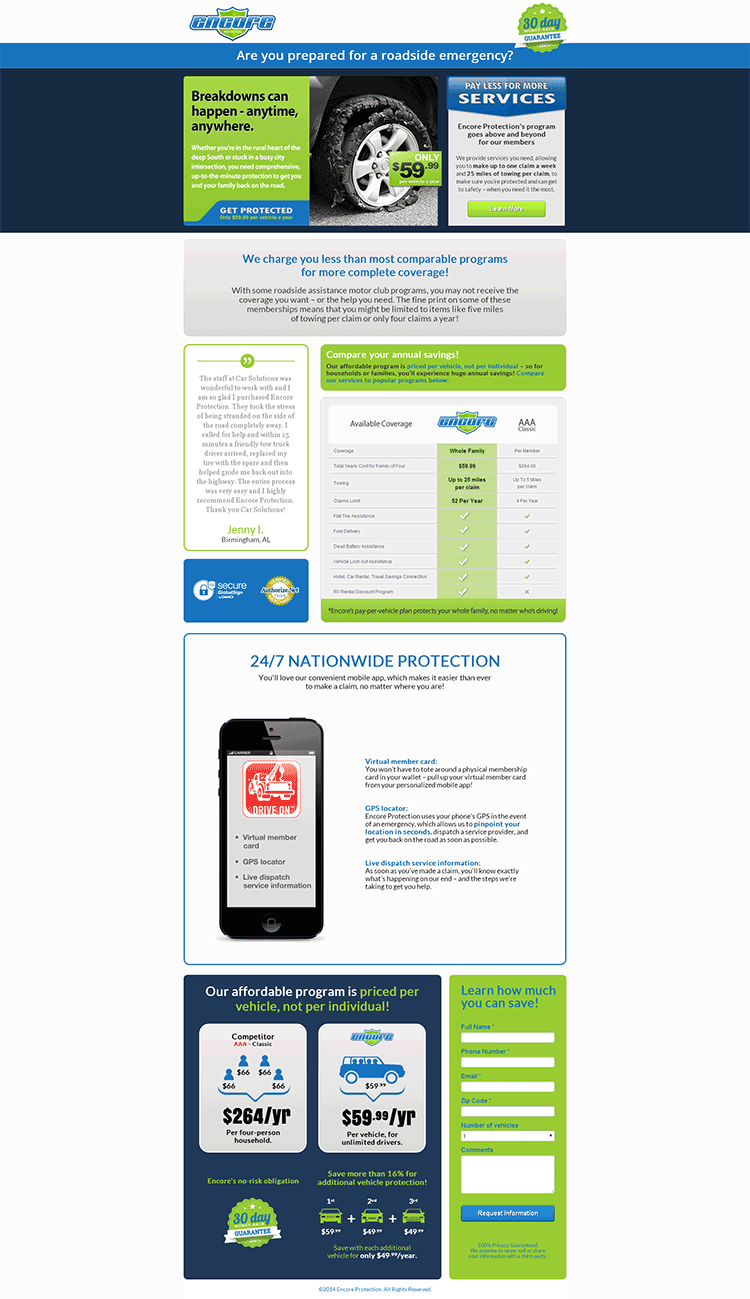 ENCORE
PROTECTION
30 day
MONEY BACK
GUARANTEE
Are you prepared for a roadside emergency?
Breakdowns can
happen - anytime,
anywhere.
Whether you're in the rural heart of the
deep South or stuck in a busy city
intersection, you need comprehensive,
up-to-the-minute protection to get you
and your family back on the road.
GET PROTECTED
Only $59.99 per vehicle a year
ONLY
$59.99
per vehicle a year
PAY LESS FOR MORE
SERVICES
Encore Protection's program
goes above and beyond
for our members
We provide services you need, allowing
you to make up to one claim a week
and 25 miles of towing per claim, to
make sure you're protected and can get
to safety – when you need it the most.
Learn More
We charge you less than most comparable programs
for more complete coverage!
With some roadside assistance motor club programs, you may not receive the
coverage you want – or the help you need. The fine print on some of these
memberships means that you might be limited to items like five miles
of towing per claim or only four claims a year!
The staff at Car Solutions was
wonderful to work with and I
am so glad I purchased Encore
Protection. They took the stress
of being stranded on the side of
the road completely away. I
called for help and within 15
minutes a friendly tow truck
driver arrived, replaced my
tire with the spare and then
helped guide me back out into
the highway. The entire process
was very easy and I highly
recommend Encore Protection.
Thank you Car Solutions!
Jenny I.
Birmingham, AL
secure
GlobalSign
by GMO
Authorize.Net
Click
Compare your annual savings!
Our affordable program is priced per vehicle, not per individual – so for
households or families, you'll experience huge annual savings! Compare
our services to popular programs below:
Available Coverage ENCORE AAA
Classic
Coverage Whole Family Per Member
Total Yearly Cost for Family of Four $59.99 $264.00
Towing Up to 25 miles per claim Up To 5 Miles per claim
Claims Limit 52 Per Year 4 Per Year
Flat Tire Assistance
Fuel Delivery
Dead Battery Assistance
Vehicle Lock-out Assistance
Hotel, Car Rental, Travel Savings Connection
RV Rental Discount Program
*Encore's pay-per-vehicle plan protects your whole family, no matter who's driving!
24/7 NATIONWIDE PROTECTION
You'll love our convenient mobile app, which makes it easier than ever
to make a claim, no matter where you are!
CARRIER
DRIVE ON
• Virtual member
card
• GPS locator
• Live dispatch
service information
Virtual member card:
You won't have to tote around a physical membership
card in your wallet – pull up your virtual member card
from your personalized mobile app!
GPS locator:
Encore Protection uses your phone's GPS in the event
of an emergency, which allows us to pinpoint your
location in seconds, dispatch a service provider, and
get you back on the road as soon as possible.
Live dispatch service information:
As soon as you've made a claim, you'll know exactly
what's happening on our end – and the steps we're
taking to get you help.
Our affordable program is priced per
vehicle, not per individual!
Competitor
AAA - Classic
$66 $66
$66 $66
$264/yr
Per four-person
household.
ENCORE
$59.99
$59.99/yr
Per vehicle, for
unlimited drivers.
Encore's no-risk obligation
30 day
MONEY BACK
GUARANTEE
Save more than 16% for
additional vehicle protection!
1st 2nd 3rd
+ +
$59.99 $49.99 $49.99
Save with each additional
vehicle for only $49.99/year.
Learn how much
you can save!
Full Name *
Phone Number *
Email *
Zip Code *
Number of vehicles
1
Comments
Request Information
100% Privacy Guaranteed.
We promise to never sell or share
your information with a third-party.
©2014 Encore Protection. All Rights Reserved.